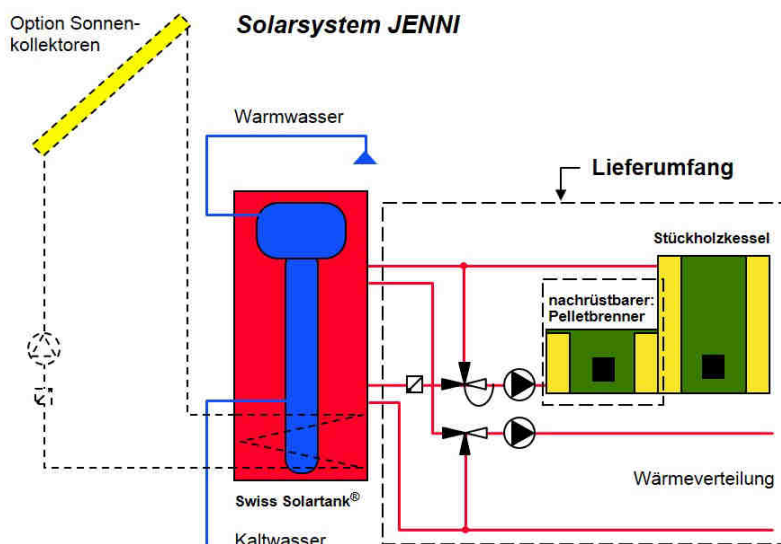 Option Sonnen-
kollektoren
Solarsystem JENNI
Warmwasser
Lieferumfang
Stückholzkessel
nachrüstbarer:
Pelletbrenner
Wärmeverteilung
Swiss Solartank®
Kaltwasser